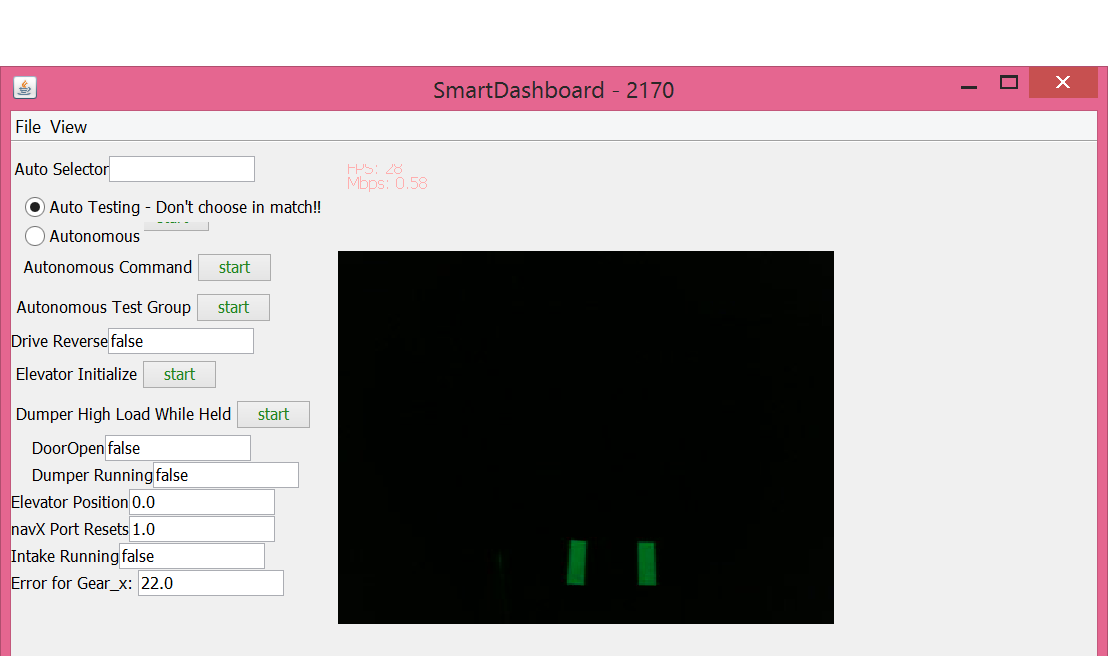 SmartDashboard - 2170
File View
Auto Selector
FPS: 28
Mbps: 0.58
Auto Testing - Don't choose in match!!
Autonomous
Autonomous Command start
Autonomous Test Group start
Drive Reverse false
Elevator Initialize start
Dumper High Load While Held start
DoorOpen false
Dumper Running false
Elevator Position 0.0
navX Port Resets 1.0
Intake Running false
Error for Gear_x: 22.0